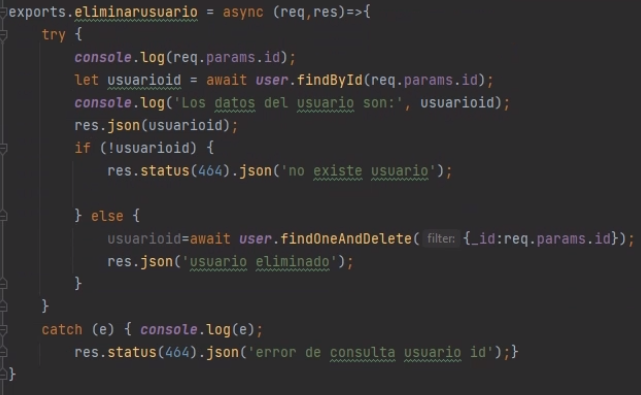 exports.eliminarusuario = async (req,res)=>{
try {
console.log(req.params.id);
let usuarioid = await user.findById(req.params.id);
console.log('Los datos del usuario son:', usuarioid);
res.json(usuarioid);
if (!usuarioid) {
res.status(464).json('no existe usuario');
} else {
usuarioid=await user.findOneAndDelete( filter: {_id:req.params.id});
res.json('usuario eliminado');
}
}
catch (e) { console.log(e);
res.status(464).json('error de consulta usuario id');}
}